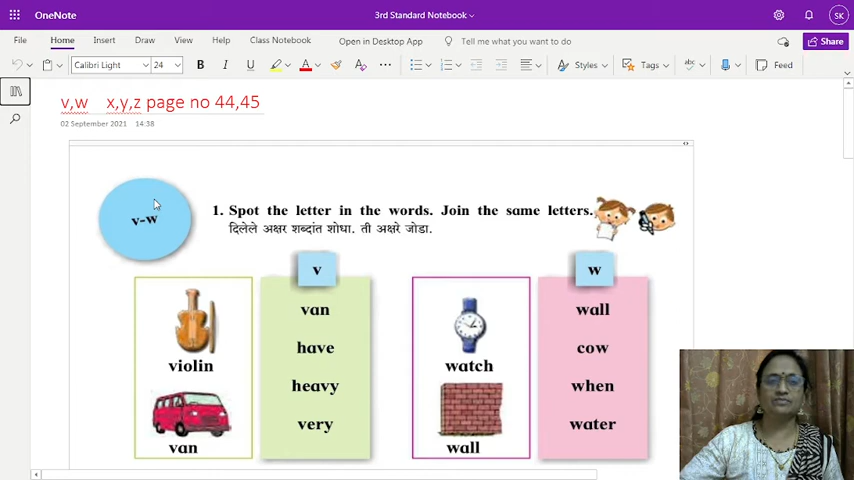 OneNote
3rd Standard Notebook
SK
File Home Insert Draw View Help Class Notebook Open in Desktop App Tell me what you want to do Share
Calibri Light 24 B I U A Styles Tags abc Feed
v,w x,y,z page no 44,45
02 September 2021 14:38
v-w
1. Spot the letter in the words. Join the same letters.
दिलेले अक्षर शब्दांत शोधा. ती अक्षरे जोडा.
v
w
violin
van
van
have
heavy
very
watch
wall
wall
cow
when
water